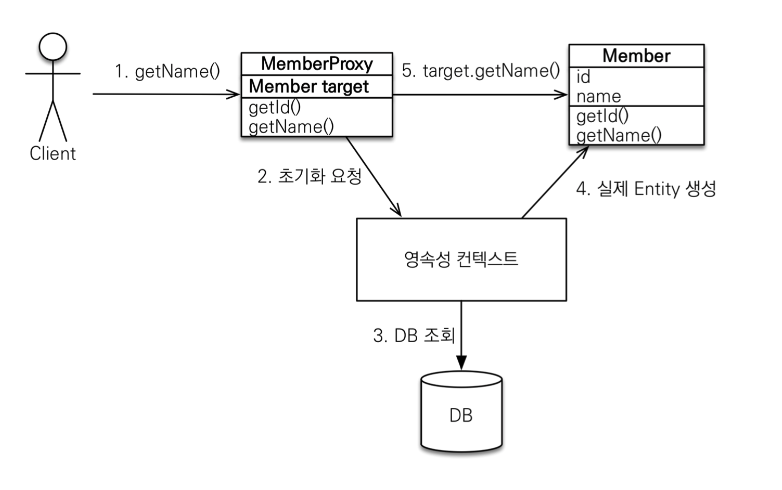 1. getName()
MemberProxy
Member target
getId()
getName()
5. target.getName()
Member
id
name
getId()
getName()
Client
2. 초기화 요청
4. 실제 Entity 생성
영속성 컨텍스트
3. DB 조회
DB